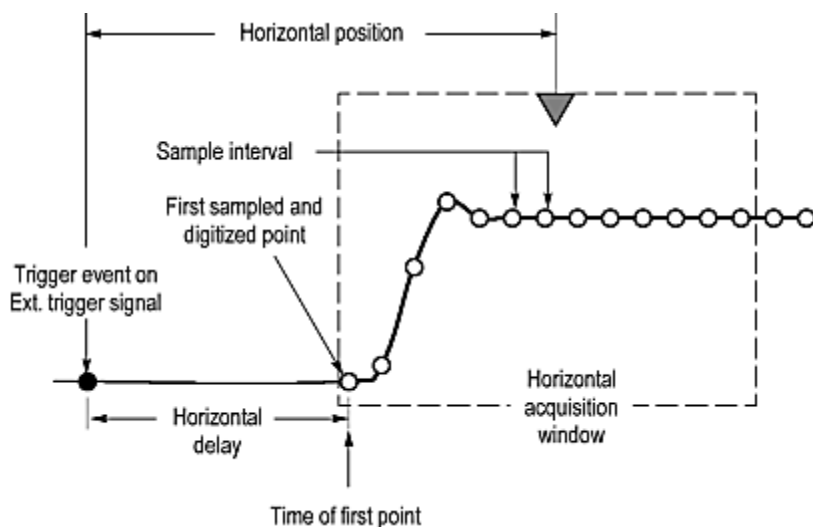 Horizontal position
Sample interval
First sampled and
digitized point
Trigger event on
Ext. trigger signal
Horizontal
delay
Horizontal
acquisition
window
Time of first point